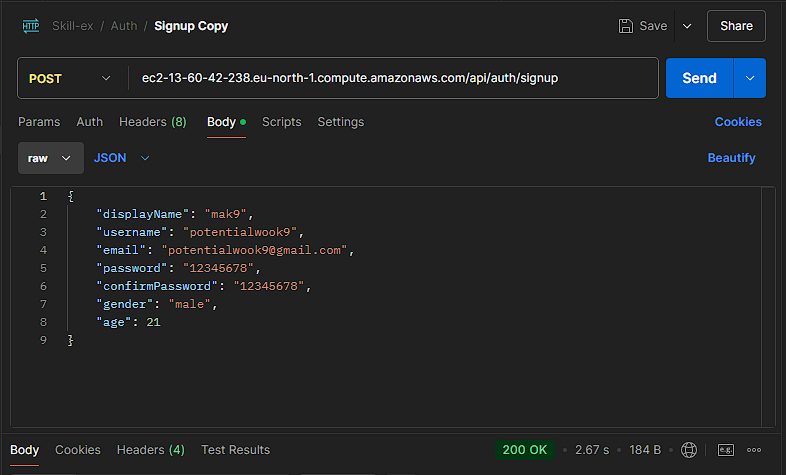 HTTP Skill-ex / Auth / Signup Copy Save Share
POST ec2-13-60-42-238.eu-north-1.compute.amazonaws.com/api/auth/signup Send
Params Auth Headers (8) Body Scripts Settings Cookies
raw JSON Beautify
1 {
2 "displayName": "mak9",
3 "username": "potentialwook9",
4 "email": "potentialwook9@gmail.com",
5 "password": "12345678",
6 "confirmPassword": "12345678",
7 "gender": "male",
8 "age": 21
9 }
Body Cookies Headers (4) Test Results 200 OK • 2.67 s • 184 B e.g.